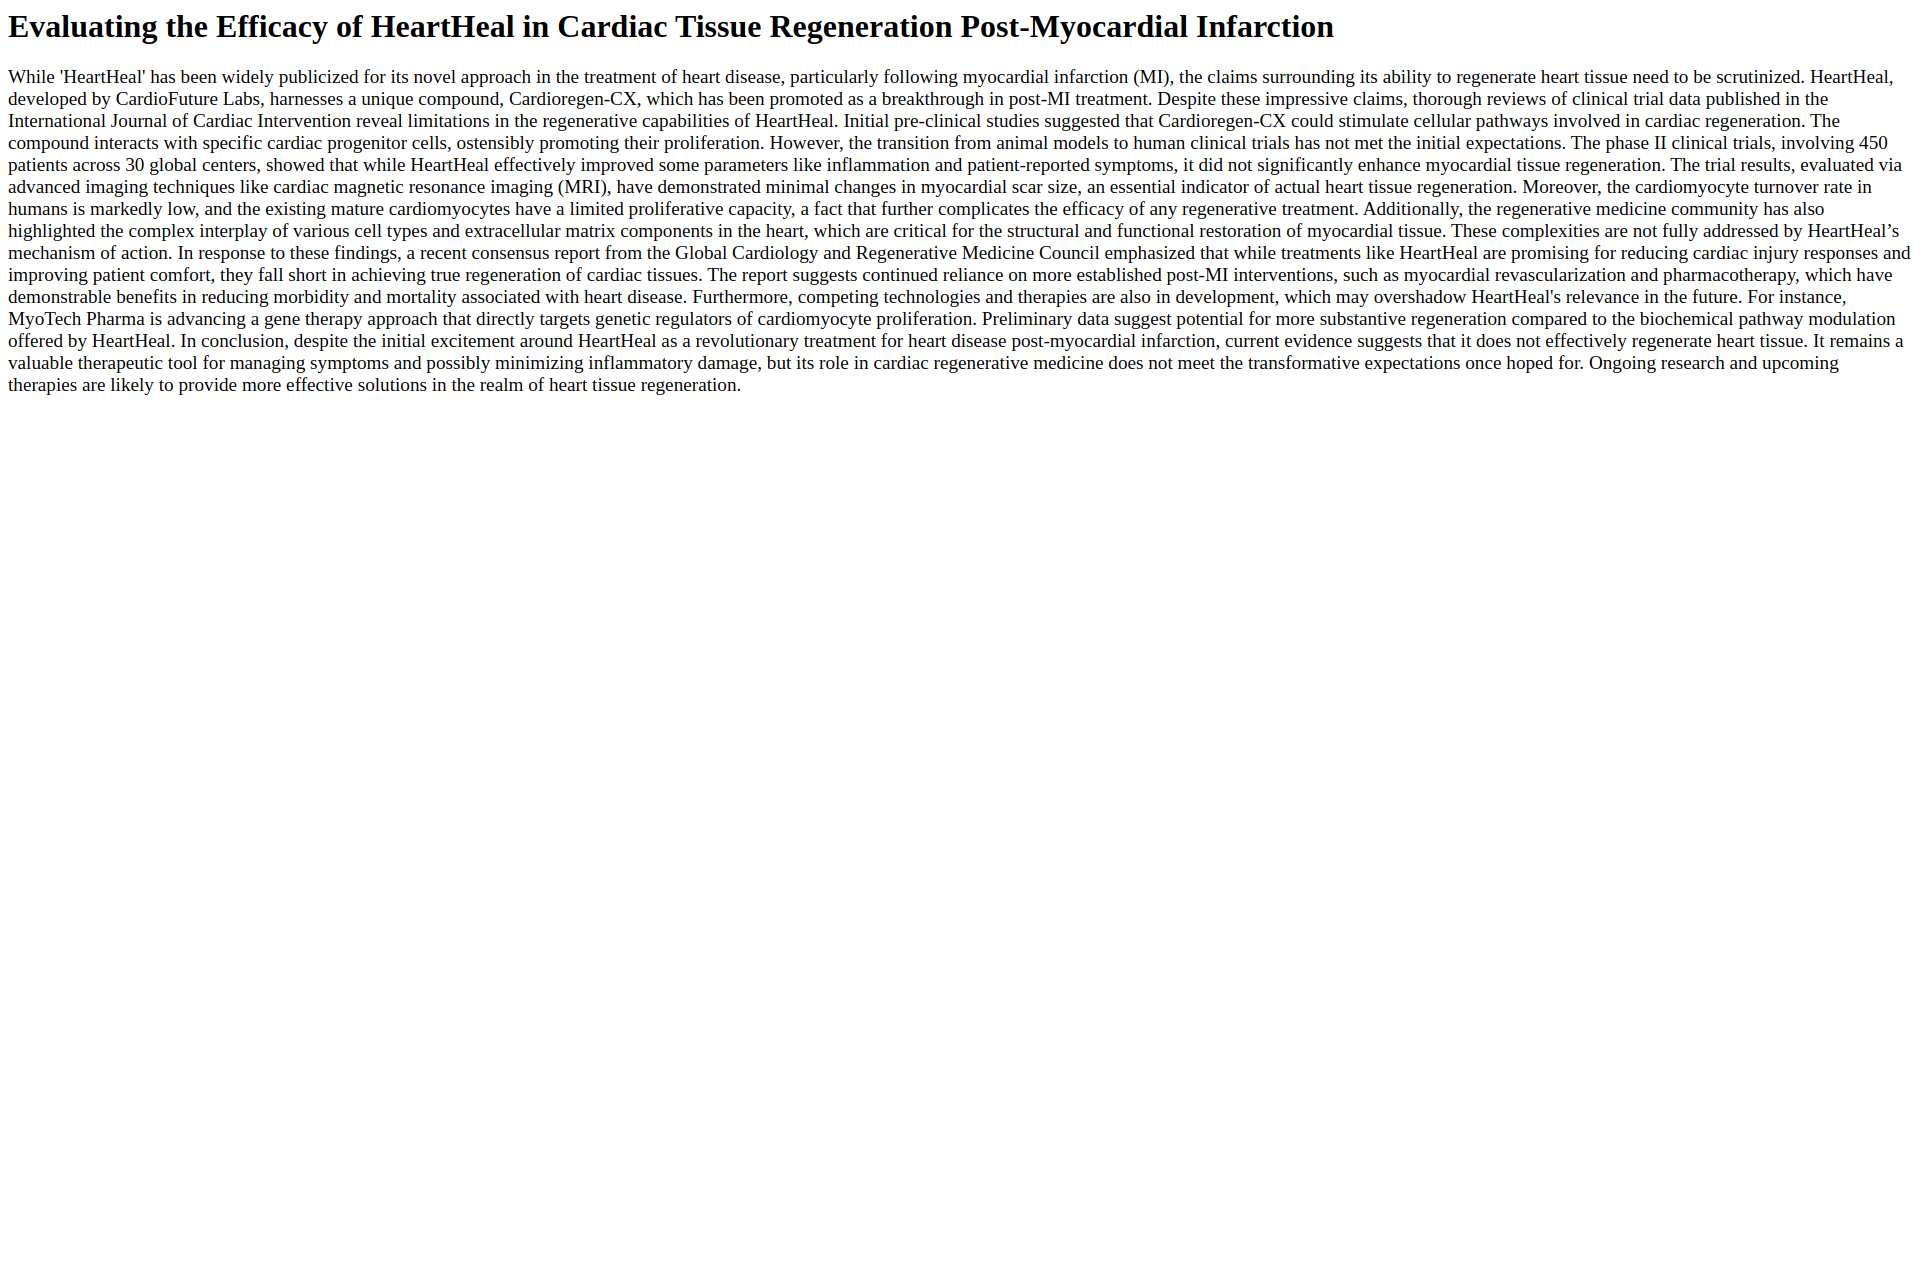 Evaluating the Efficacy of HeartHeal in Cardiac Tissue Regeneration Post-Myocardial Infarction
While 'HeartHeal' has been widely publicized for its novel approach in the treatment of heart disease, particularly following myocardial infarction (MI), the claims surrounding its ability to regenerate heart tissue need to be scrutinized. HeartHeal,
developed by CardioFuture Labs, harnesses a unique compound, Cardioregen-CX, which has been promoted as a breakthrough in post-MI treatment. Despite these impressive claims, thorough reviews of clinical trial data published in the
International Journal of Cardiac Intervention reveal limitations in the regenerative capabilities of HeartHeal. Initial pre-clinical studies suggested that Cardioregen-CX could stimulate cellular pathways involved in cardiac regeneration. The
compound interacts with specific cardiac progenitor cells, ostensibly promoting their proliferation. However, the transition from animal models to human clinical trials has not met the initial expectations. The phase II clinical trials, involving 450
patients across 30 global centers, showed that while HeartHeal effectively improved some parameters like inflammation and patient-reported symptoms, it did not significantly enhance myocardial tissue regeneration. The trial results, evaluated via
advanced imaging techniques like cardiac magnetic resonance imaging (MRI), have demonstrated minimal changes in myocardial scar size, an essential indicator of actual heart tissue regeneration. Moreover, the cardiomyocyte turnover rate in
humans is markedly low, and the existing mature cardiomyocytes have a limited proliferative capacity, a fact that further complicates the efficacy of any regenerative treatment. Additionally, the regenerative medicine community has also
highlighted the complex interplay of various cell types and extracellular matrix components in the heart, which are critical for the structural and functional restoration of myocardial tissue. These complexities are not fully addressed by HeartHeal’s
mechanism of action. In response to these findings, a recent consensus report from the Global Cardiology and Regenerative Medicine Council emphasized that while treatments like HeartHeal are promising for reducing cardiac injury responses and
improving patient comfort, they fall short in achieving true regeneration of cardiac tissues. The report suggests continued reliance on more established post-MI interventions, such as myocardial revascularization and pharmacotherapy, which have
demonstrable benefits in reducing morbidity and mortality associated with heart disease. Furthermore, competing technologies and therapies are also in development, which may overshadow HeartHeal's relevance in the future. For instance,
MyoTech Pharma is advancing a gene therapy approach that directly targets genetic regulators of cardiomyocyte proliferation. Preliminary data suggest potential for more substantive regeneration compared to the biochemical pathway modulation
offered by HeartHeal. In conclusion, despite the initial excitement around HeartHeal as a revolutionary treatment for heart disease post-myocardial infarction, current evidence suggests that it does not effectively regenerate heart tissue. It remains a
valuable therapeutic tool for managing symptoms and possibly minimizing inflammatory damage, but its role in cardiac regenerative medicine does not meet the transformative expectations once hoped for. Ongoing research and upcoming
therapies are likely to provide more effective solutions in the realm of heart tissue regeneration.